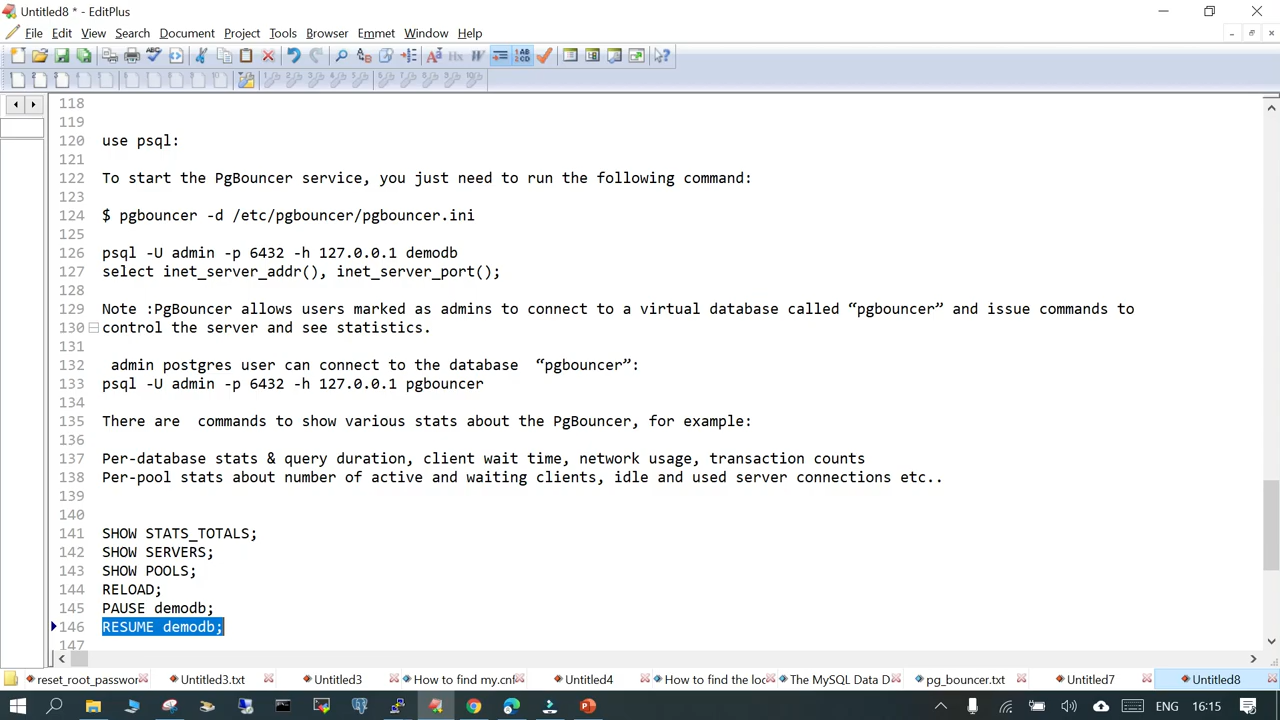 Untitled8 * - EditPlus
File Edit View Search Document Project Tools Browser Emmet Window Help
118
119
120 use psql:
121
122 To start the PgBouncer service, you just need to run the following command:
123
124 $ pgbouncer -d /etc/pgbouncer/pgbouncer.ini
125
126 psql -U admin -p 6432 -h 127.0.0.1 demodb
127 select inet_server_addr(), inet_server_port();
128
129 Note :PgBouncer allows users marked as admins to connect to a virtual database called “pgbouncer” and issue commands to
130 control the server and see statistics.
131
132 admin postgres user can connect to the database “pgbouncer”:
133 psql -U admin -p 6432 -h 127.0.0.1 pgbouncer
134
135 There are commands to show various stats about the PgBouncer, for example:
136
137 Per-database stats & query duration, client wait time, network usage, transaction counts
138 Per-pool stats about number of active and waiting clients, idle and used server connections etc..
139
140
141 SHOW STATS_TOTALS;
142 SHOW SERVERS;
143 SHOW POOLS;
144 RELOAD;
145 PAUSE demodb;
146 RESUME demodb;
147
reset_root_passwor Untitled3.txt Untitled3 How to find my.cnf Untitled4 How to find the loc The MySQL Data D pg_bouncer.txt Untitled7 Untitled8
ENG 16:15